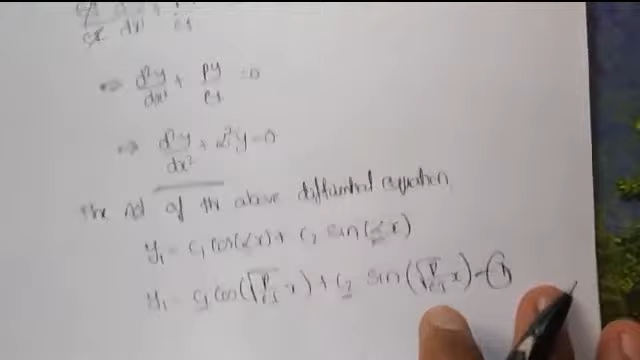 ⇒ d²y/dx² + Py/EI = 0
⇒ d²y/dx² + α²y = 0
The sol of the above differential equation
y₁ = C₁ cos(αx) + C₂ sin(αx)
y₁ = C₁ cos(√P/EI x) + C₂ sin(√P/EI x) - ①